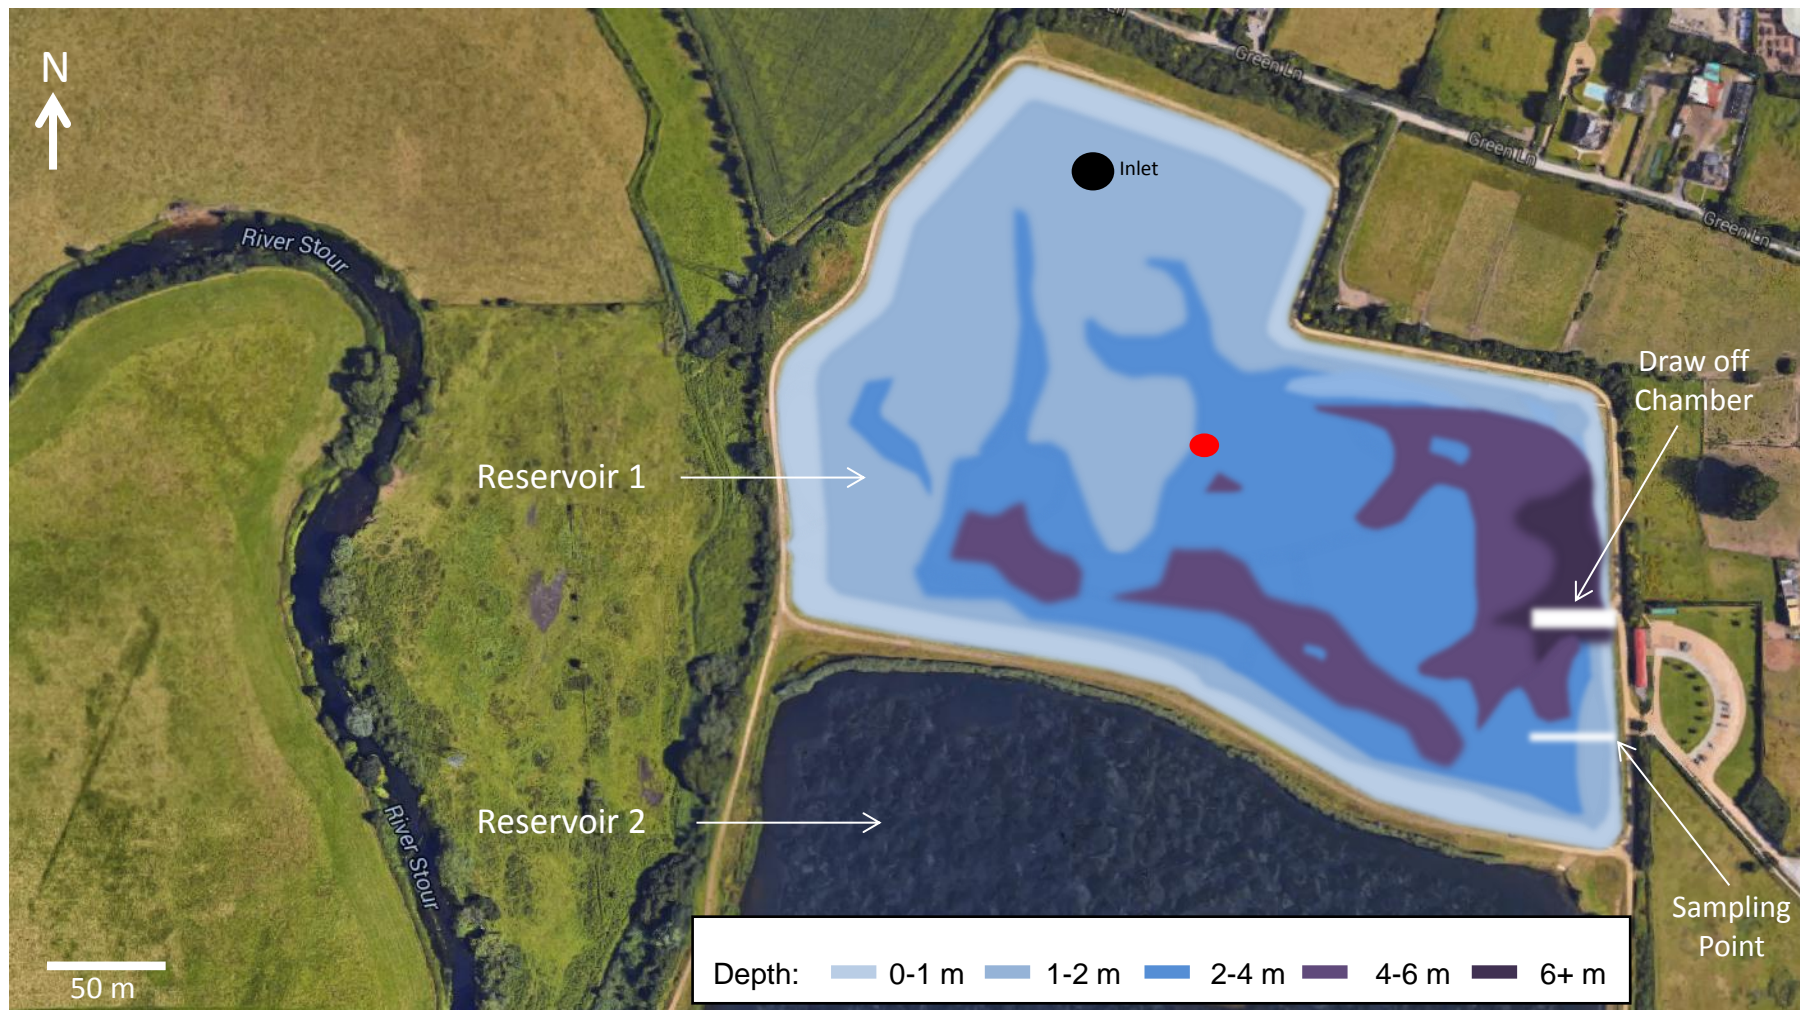 N
Green Ln
Green Ln
Green Ln
Inlet
River Stour
Draw off
Chamber
Reservoir 1
Reservoir 2
River Stour
Sampling
Point
50 m
Depth: 0-1 m 1-2 m 2-4 m 4-6 m 6+ m